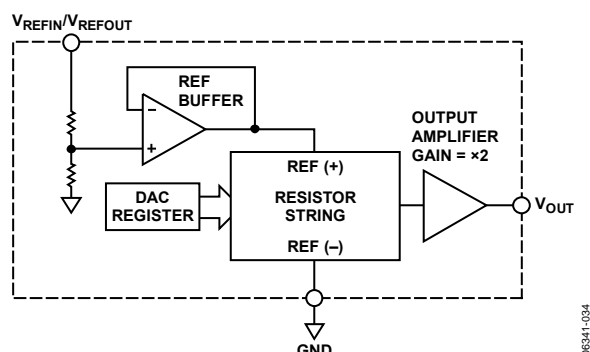 VREFIN/VREFOUT
REF
BUFFER
–
+
OUTPUT
AMPLIFIER
GAIN = ×2
REF (+)
DAC
REGISTER
RESISTOR
STRING
VOUT
REF (–)
GND
06341-034